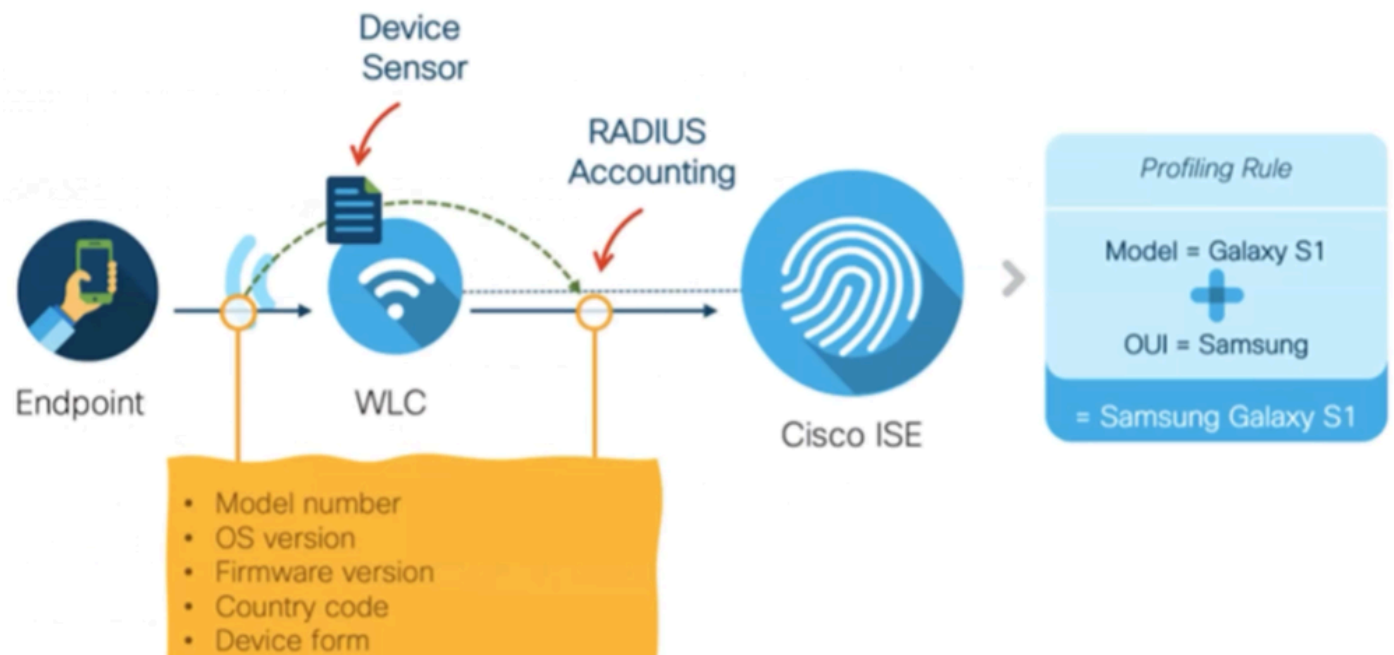 Device
Sensor
RADIUS
Accounting
Endpoint
WLC
Cisco ISE
Profiling Rule
Model = Galaxy S1
OUI = Samsung
= Samsung Galaxy S1
• Model number
• OS version
• Firmware version
• Country code
• Device form